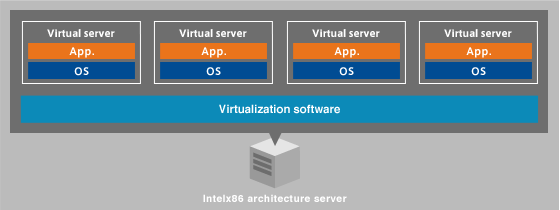 Virtual server Virtual server Virtual server Virtual server
App. App. App. App.
OS OS OS OS
Virtualization software
Intelx86 architecture server